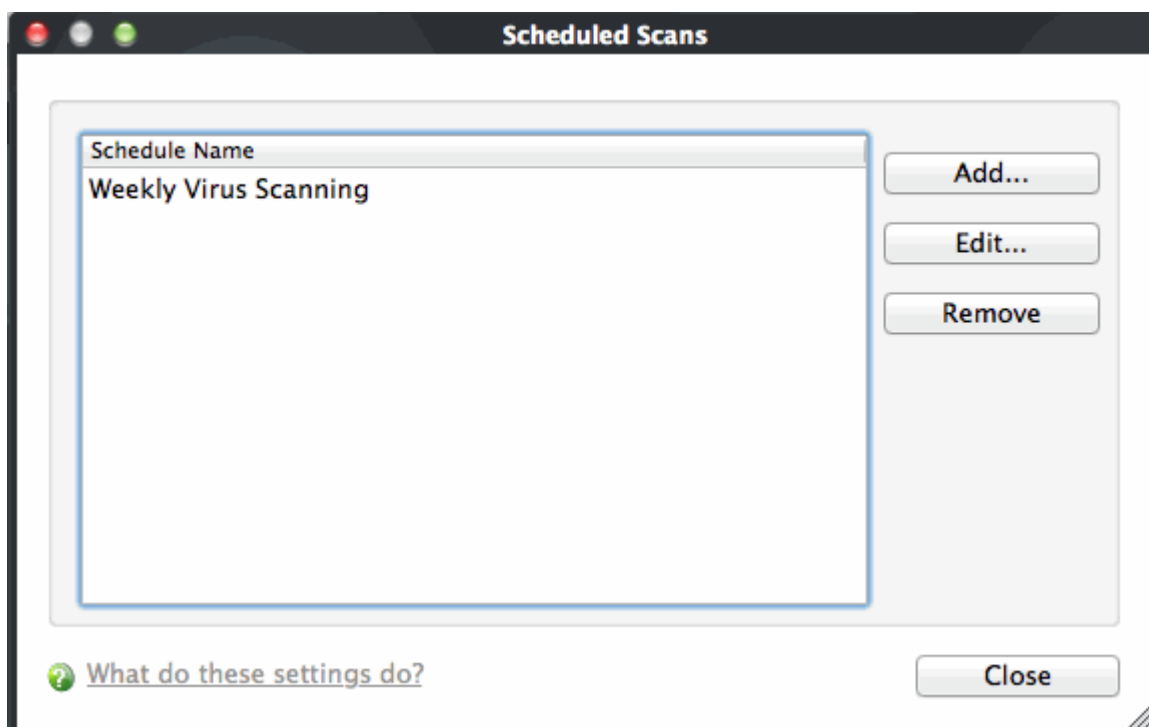 Scheduled Scans
Schedule Name
Weekly Virus Scanning
Add...
Edit...
Remove
What do these settings do?
Close